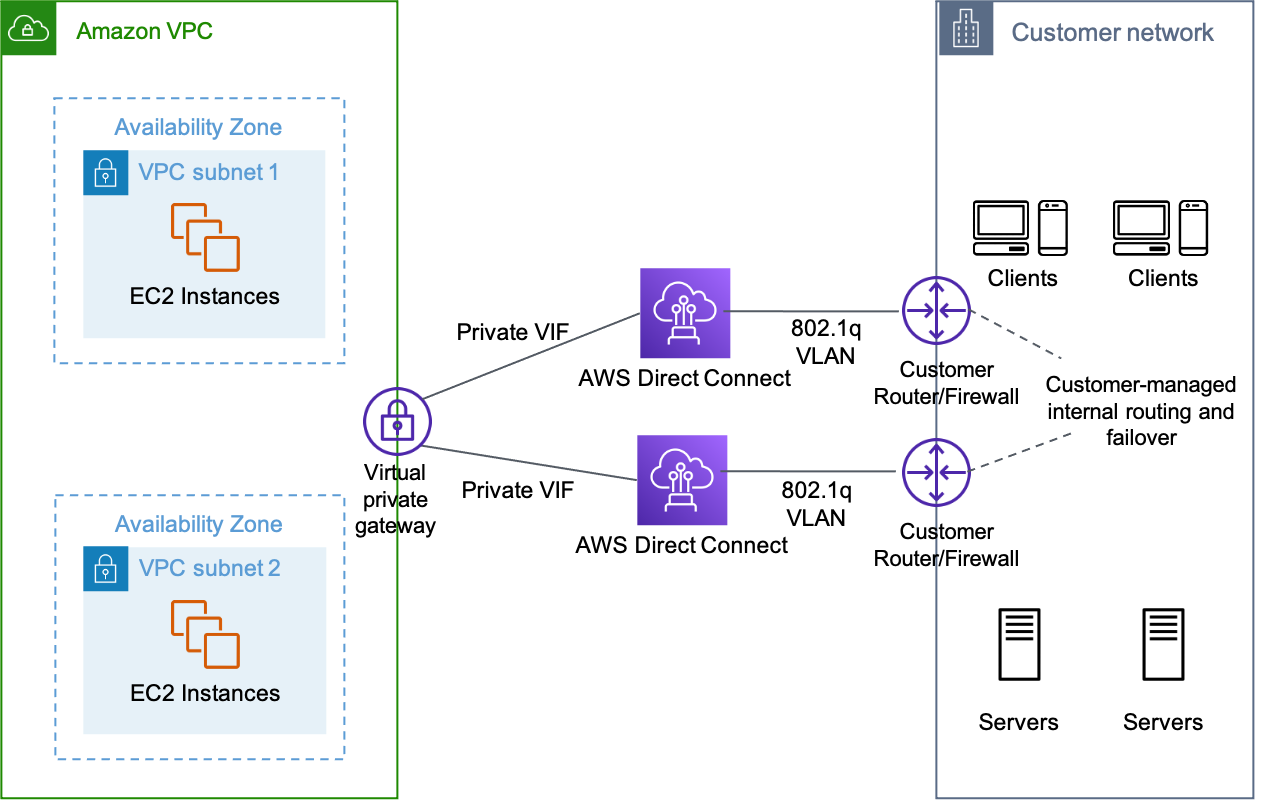 Amazon VPC
Customer network
Availability Zone
VPC subnet 1
EC2 Instances
Clients
Clients
Private VIF
802.1q
VLAN
AWS Direct Connect
Customer
Router/Firewall
Customer-managed
internal routing and
failover
Virtual
private
gateway
Private VIF
802.1q
VLAN
AWS Direct Connect
Customer
Router/Firewall
Availability Zone
VPC subnet 2
EC2 Instances
Servers
Servers